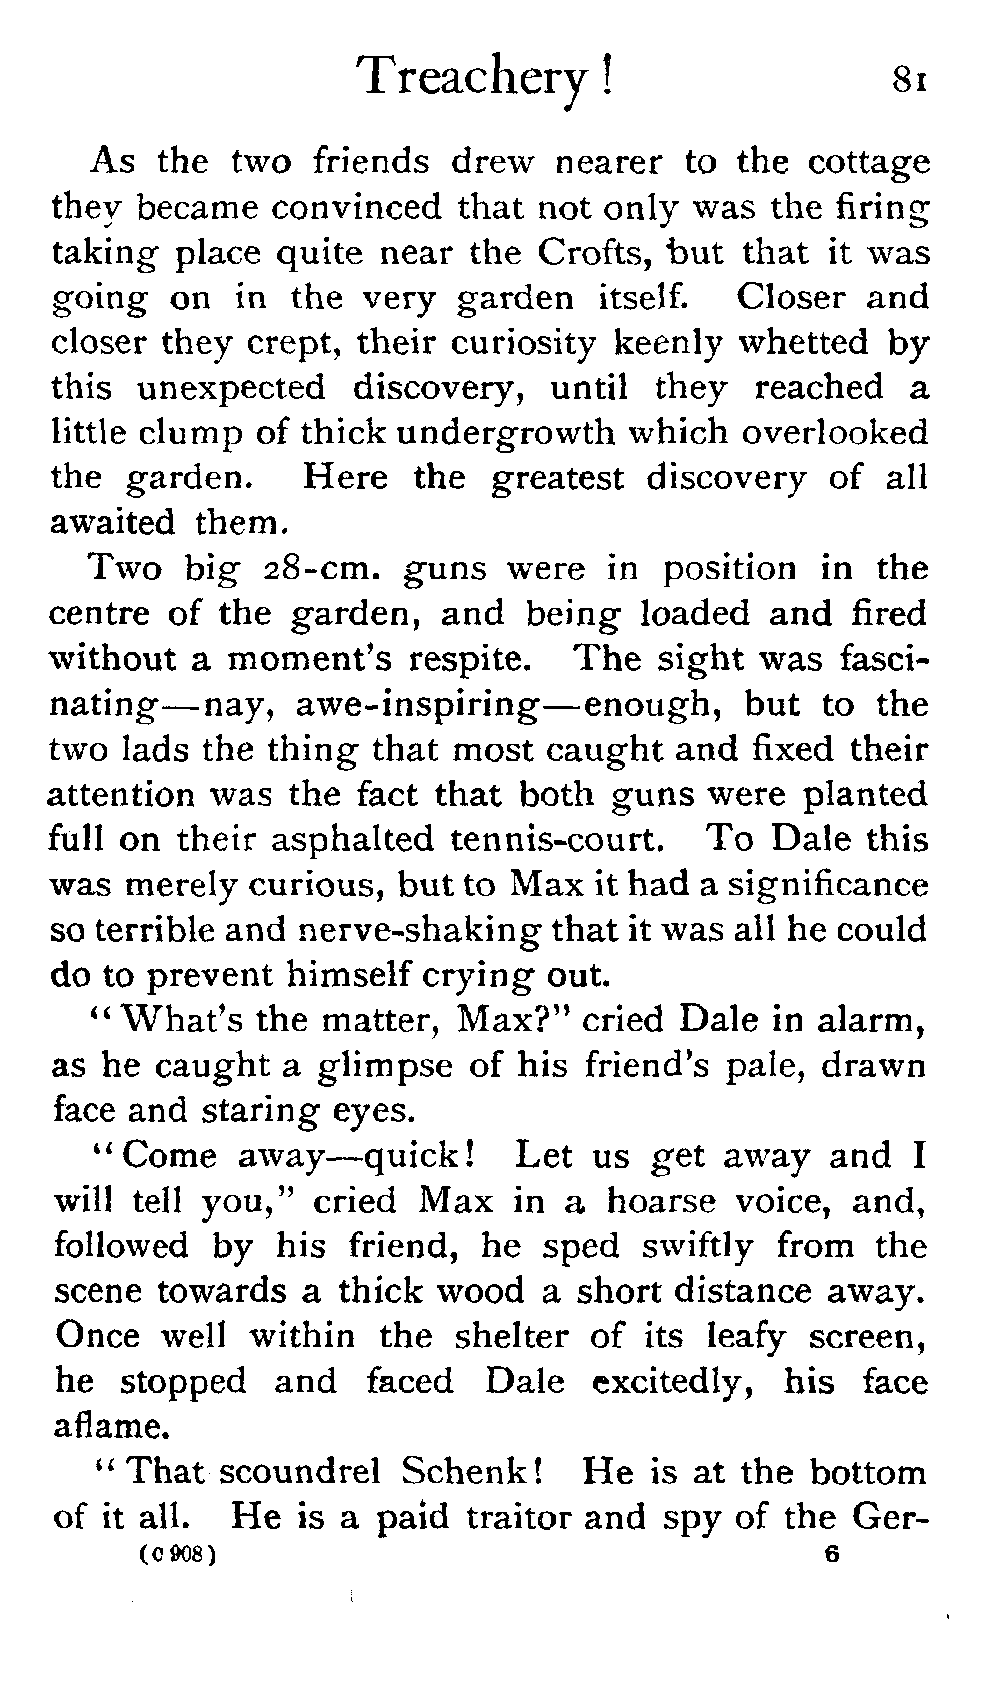 Treachery! 81
As the two friends drew nearer to the cottage
they became convinced that not only was the firing
taking place quite near the Crofts, but that it was
going on in the very garden itself. Closer and
closer they crept, their curiosity keenly whetted by
this unexpected discovery, until they reached a
little clump of thick undergrowth which overlooked
the garden. Here the greatest discovery of all
awaited them.
Two big 28-cm. guns were in position in the
centre of the garden, and being loaded and fired
without a moment's respite. The sight was fasci-
nating—nay, awe-inspiring—enough, but to the
two lads the thing that most caught and fixed their
attention was the fact that both guns were planted
full on their asphalted tennis-court. To Dale this
was merely curious, but to Max it had a significance
so terrible and nerve-shaking that it was all he could
do to prevent himself crying out.
"What's the matter, Max?" cried Dale in alarm,
as he caught a glimpse of his friend's pale, drawn
face and staring eyes.
"Come away—quick! Let us get away and I
will tell you," cried Max in a hoarse voice, and,
followed by his friend, he sped swiftly from the
scene towards a thick wood a short distance away.
Once well within the shelter of its leafy screen,
he stopped and faced Dale excitedly, his face
aflame.
"That scoundrel Schenk! He is at the bottom
of it all. He is a paid traitor and spy of the Ger-
(C 908) 6